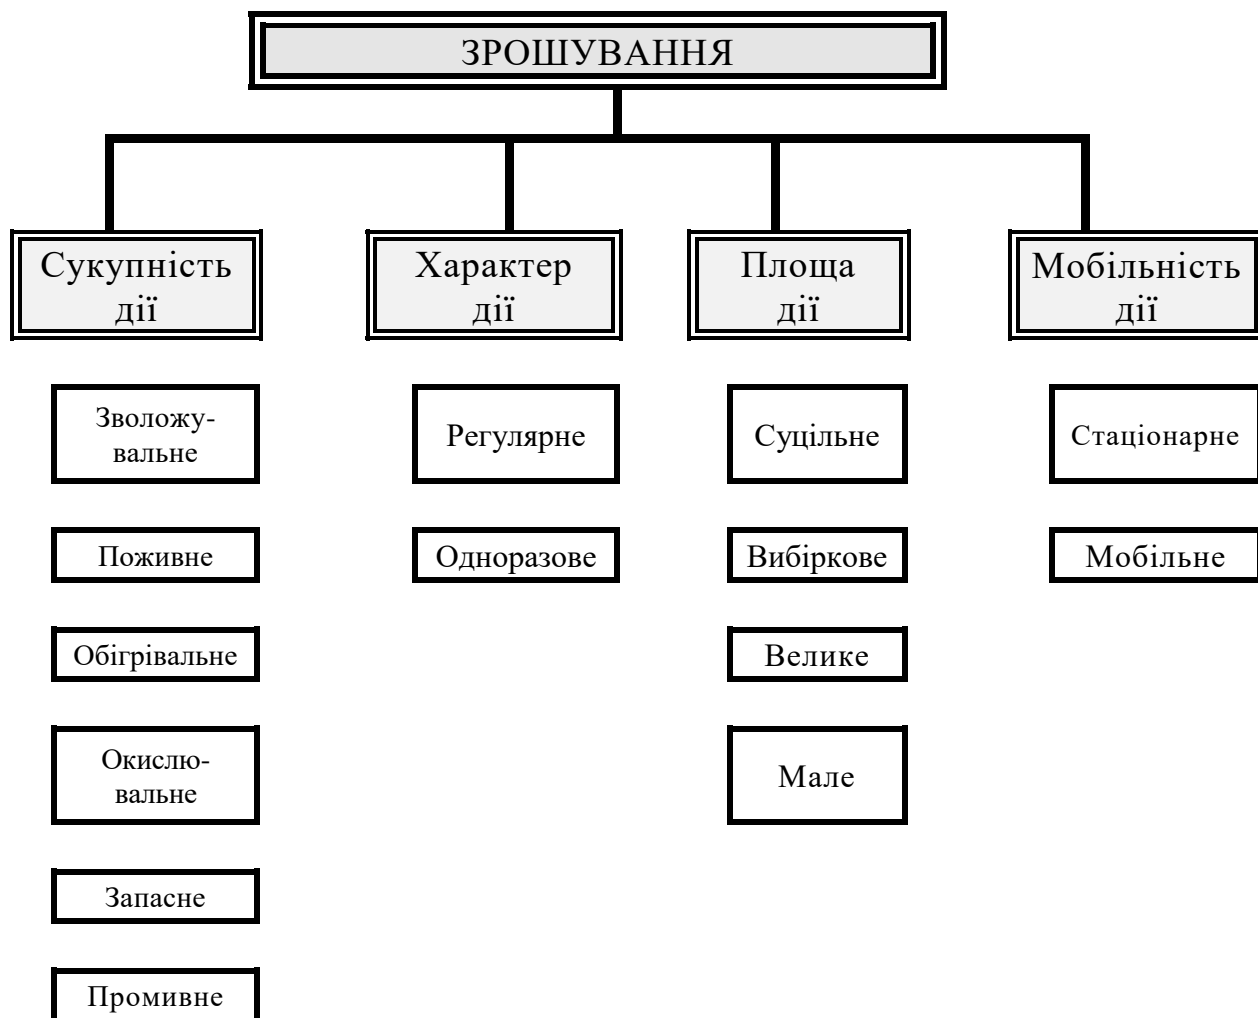 ЗРОШУВАННЯ
Сукупність
дії
Характер
дії
Площа
дії
Мобільність
дії
Зволожу-
вальне
Регулярне
Суцільне
Стаціонарне
Поживне
Одноразове
Вибіркове
Мобільне
Обігрівальне
Велике
Окислю-
вальне
Мале
Запасне
Промивне